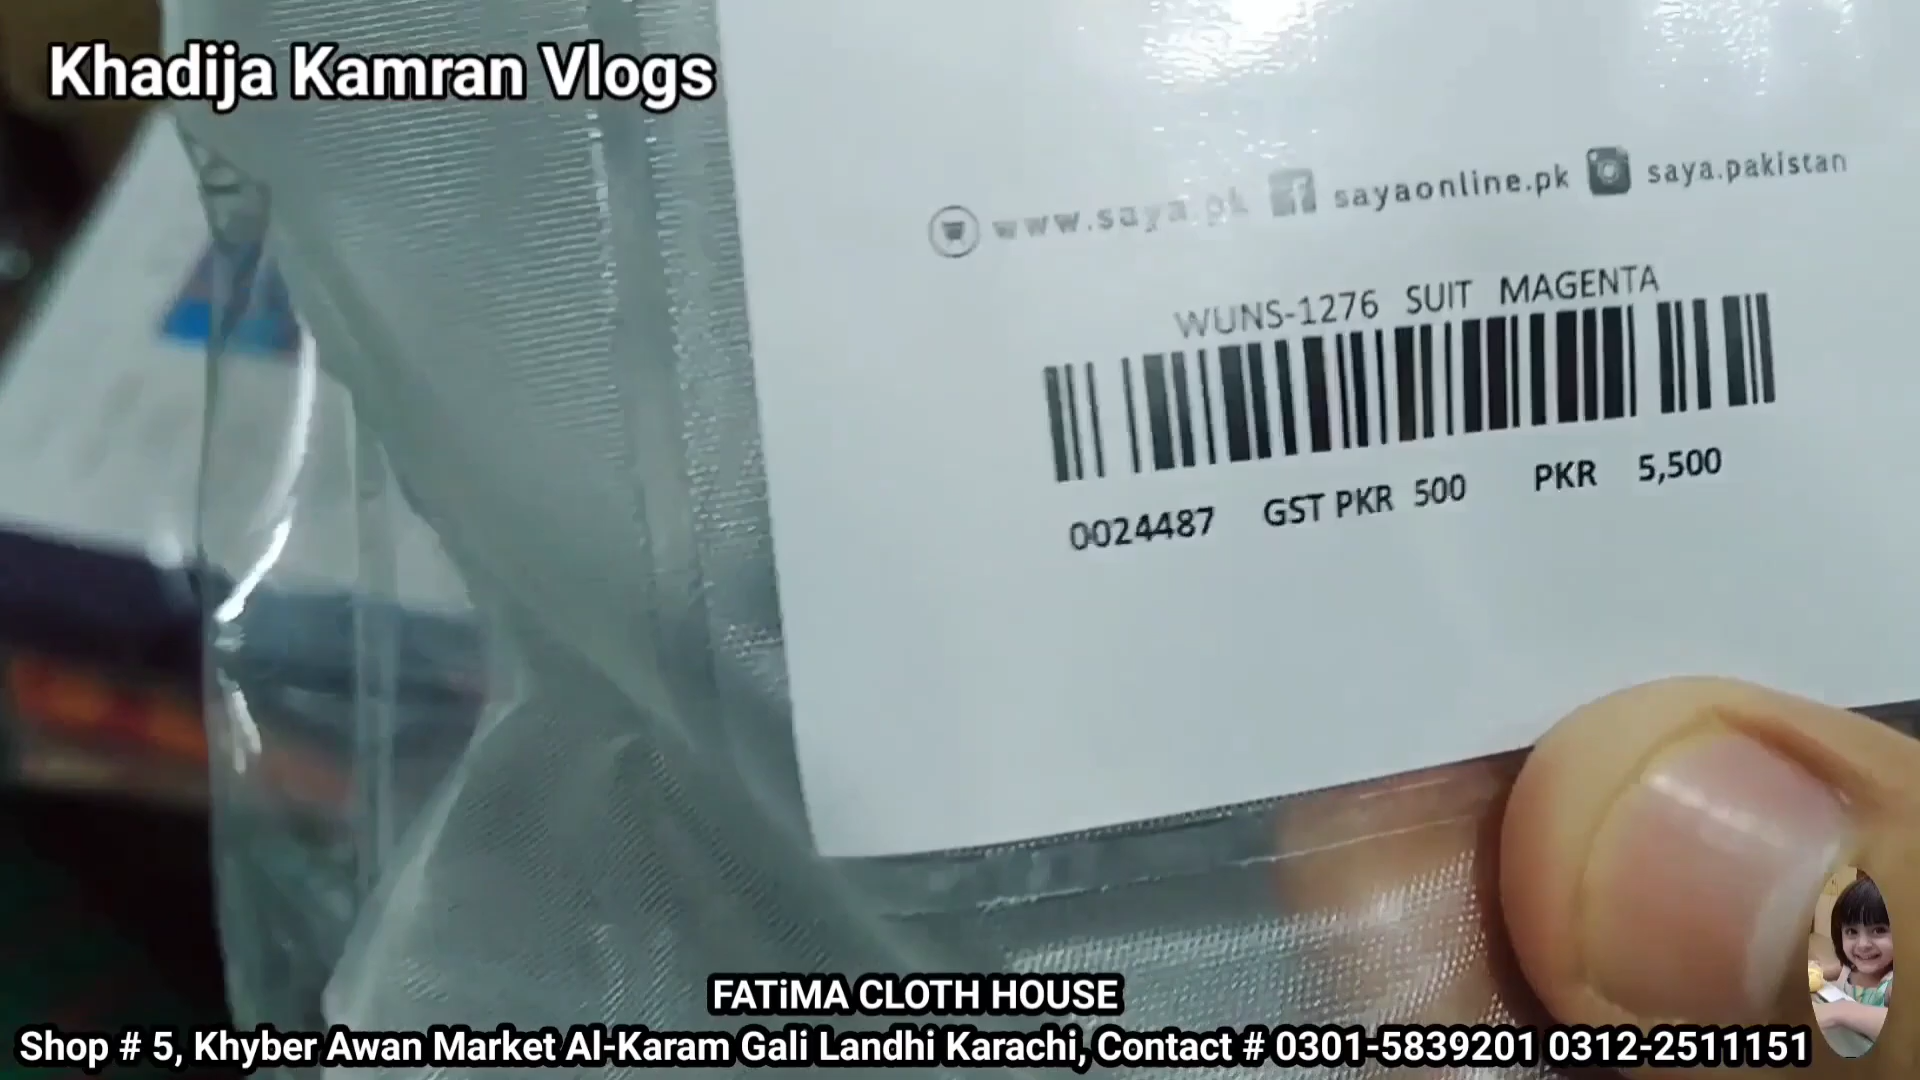 Khadija Kamran Vlogs
www.saya.pk sayaonline.pk saya.pakistan
WUNS-1276 SUIT MAGENTA
0024487 GST PKR 500 PKR 5,500
FATiMA CLOTH HOUSE
Shop # 5, Khyber Awan Market Al-Karam Gali Landhi Karachi, Contact # 0301-5839201 0312-2511151